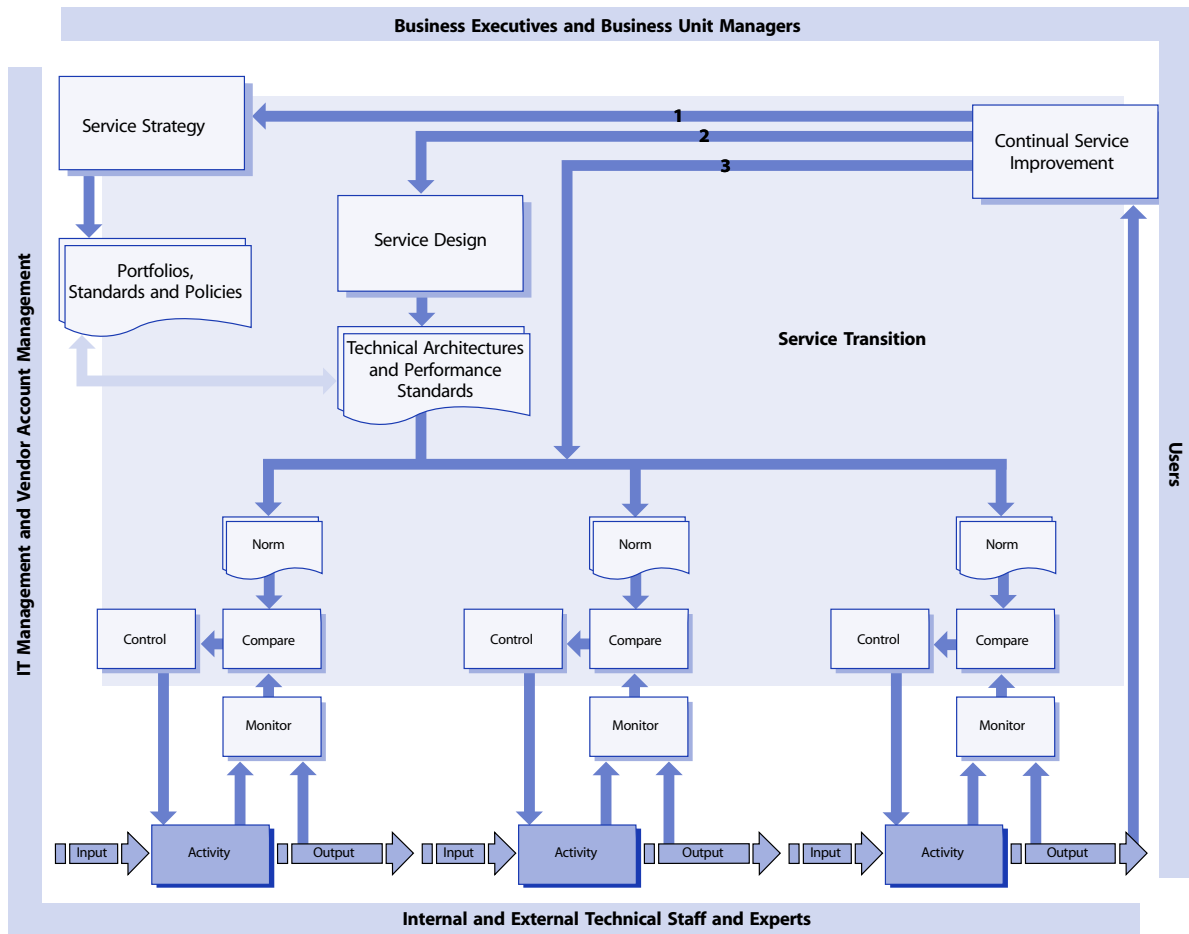 Business Executives and Business Unit Managers
IT Management and Vendor Account Management
Users
Service Strategy
1
2
3
Continual Service
Improvement
Service Design
Portfolios,
Standards and Policies
Technical Architectures
and Performance
Standards
Service Transition
Norm
Norm
Norm
Control
Compare
Control
Compare
Control
Compare
Monitor
Monitor
Monitor
Input
Activity
Output
Input
Activity
Output
Input
Activity
Output
Internal and External Technical Staff and Experts